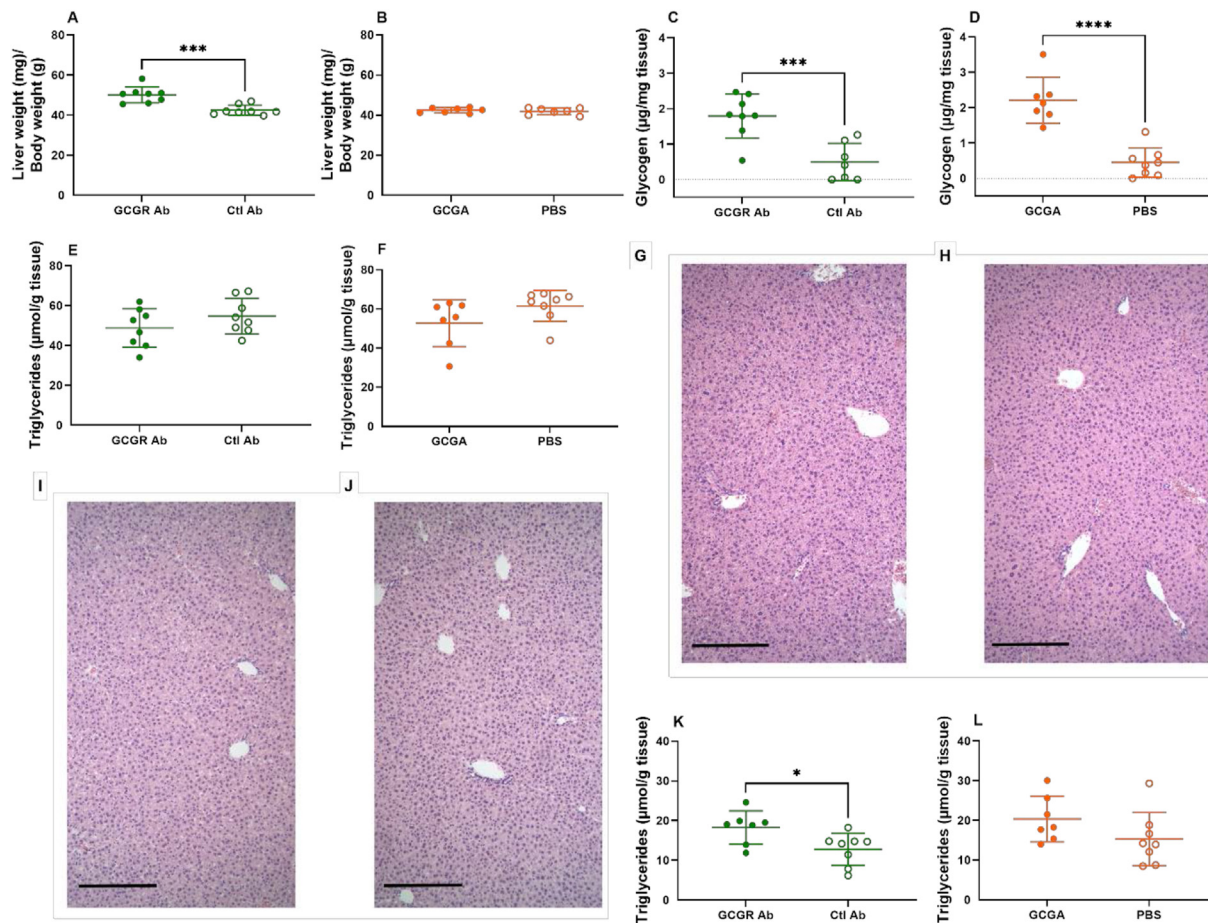 A
Liver weight (mg)/
Body weight (g)
80
60
40
20
0
***
GCGR Ab
Ctl Ab
B
Liver weight (mg)/
Body weight (g)
80
60
40
20
0
GCGA
PBS
C
Glycogen (µg/mg tissue)
4
3
2
1
0
***
GCGR Ab
Ctl Ab
D
Glycogen (µg/mg tissue)
4
3
2
1
0
****
GCGA
PBS
E
Triglycerides (µmol/g tissue)
80
60
40
20
0
GCGR Ab
Ctl Ab
F
Triglycerides (µmol/g tissue)
80
60
40
20
0
GCGA
PBS
G
H
I
J
K
Triglycerides (µmol/g tissue)
40
30
20
10
0
*
GCGR Ab
Ctl Ab
L
Triglycerides (µmol/g tissue)
40
30
20
10
0
GCGA
PBS